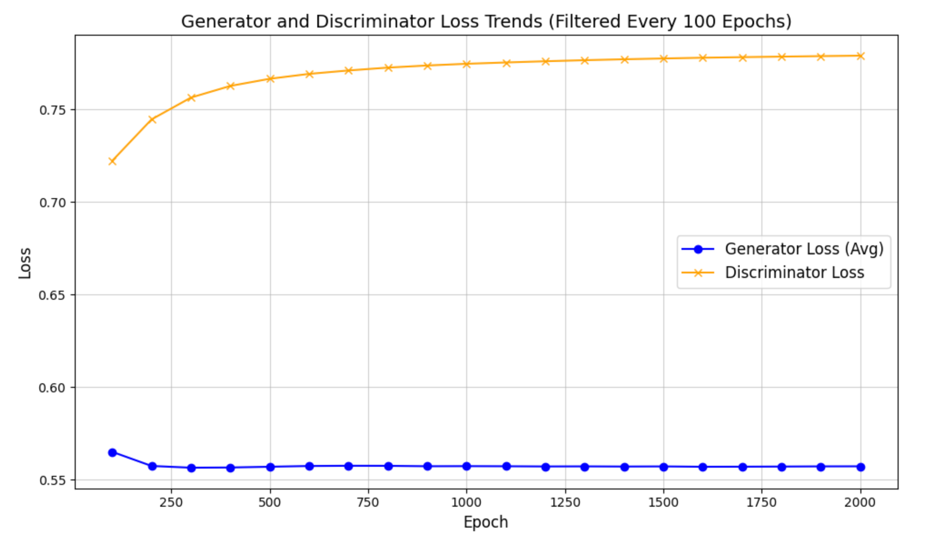 Generator and Discriminator Loss Trends (Filtered Every 100 Epochs)
0.75
0.70
0.65
0.60
0.55
Loss
Generator Loss (Avg)
Discriminator Loss
250
500
750
1000
1250
1500
1750
2000
Epoch